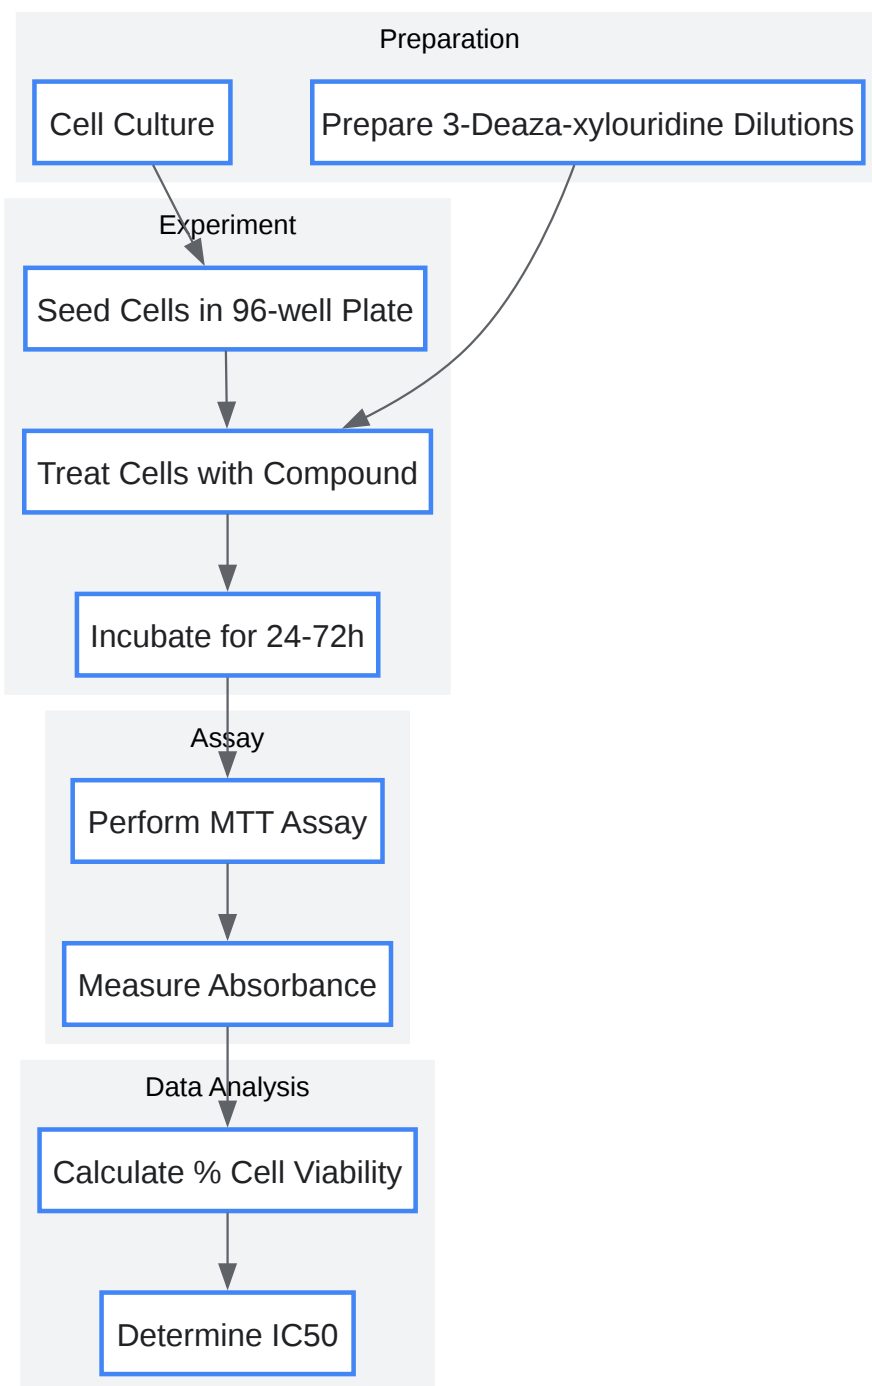 Preparation
Cell Culture
Prepare 3-Deaza-xylouridine Dilutions
Experiment
Seed Cells in 96-well Plate
Treat Cells with Compound
Incubate for 24-72h
Assay
Perform MTT Assay
Measure Absorbance
Data Analysis
Calculate % Cell Viability
Determine IC50